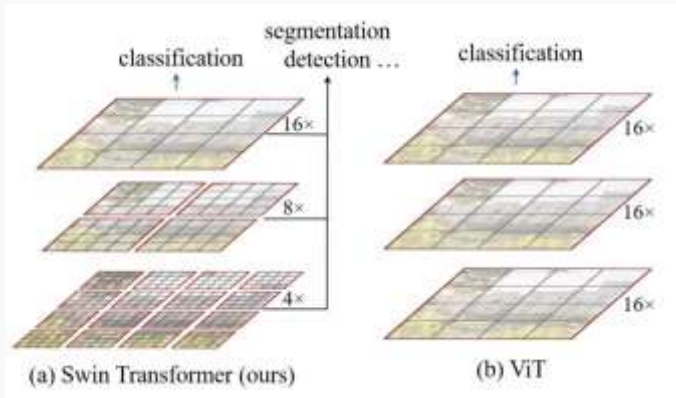 segmentation
classification
detection ...
classification
16×
8×
4×
16×
16×
16×
(a) Swin Transformer (ours)
(b) ViT